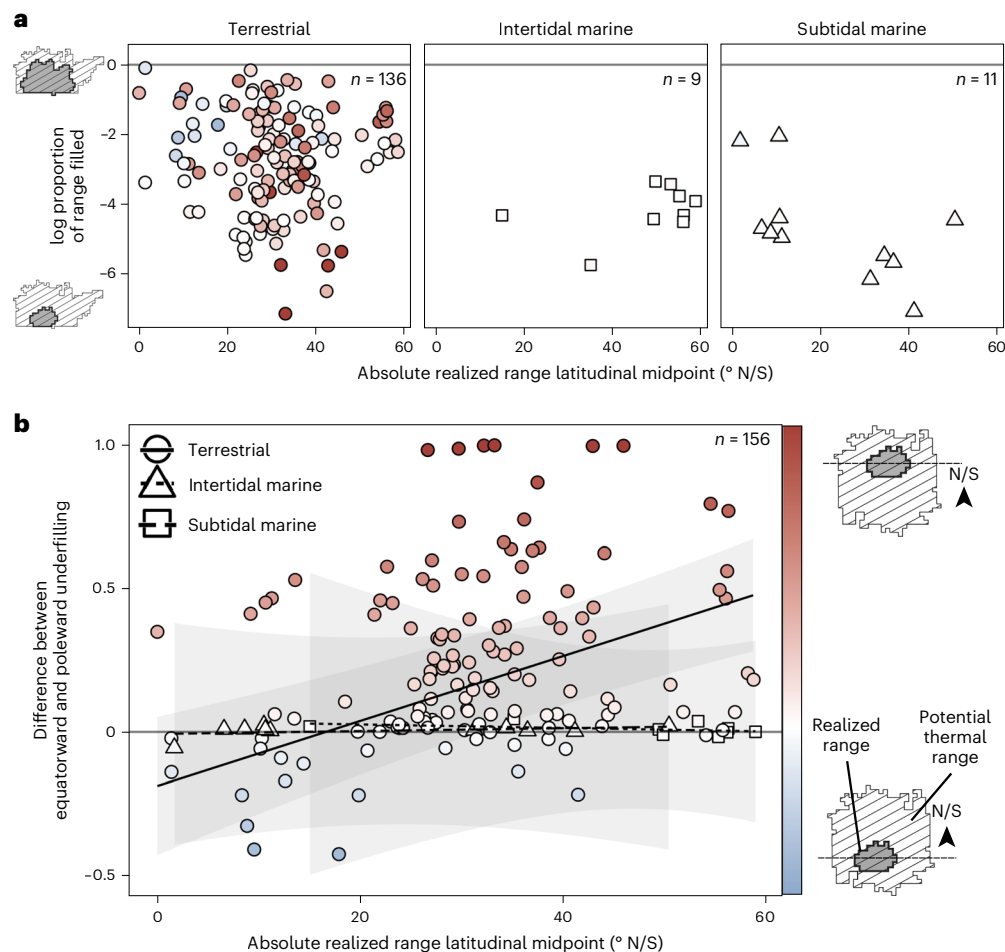 a
Terrestrial
Intertidal marine
Subtidal marine
n = 136
n = 9
n = 11
log proportion
of range filled
0
−2
−4
−6
0 20 40 60
0 20 40 60
0 20 40 60
Absolute realized range latitudinal midpoint (° N/S)
b
Terrestrial
Intertidal marine
Subtidal marine
n = 156
Difference between
equatorward and poleward underfilling
1.0
0.5
0
−0.5
0 20 40 60
Absolute realized range latitudinal midpoint (° N/S)
N/S
Realized
range
Potential
thermal
range
N/S